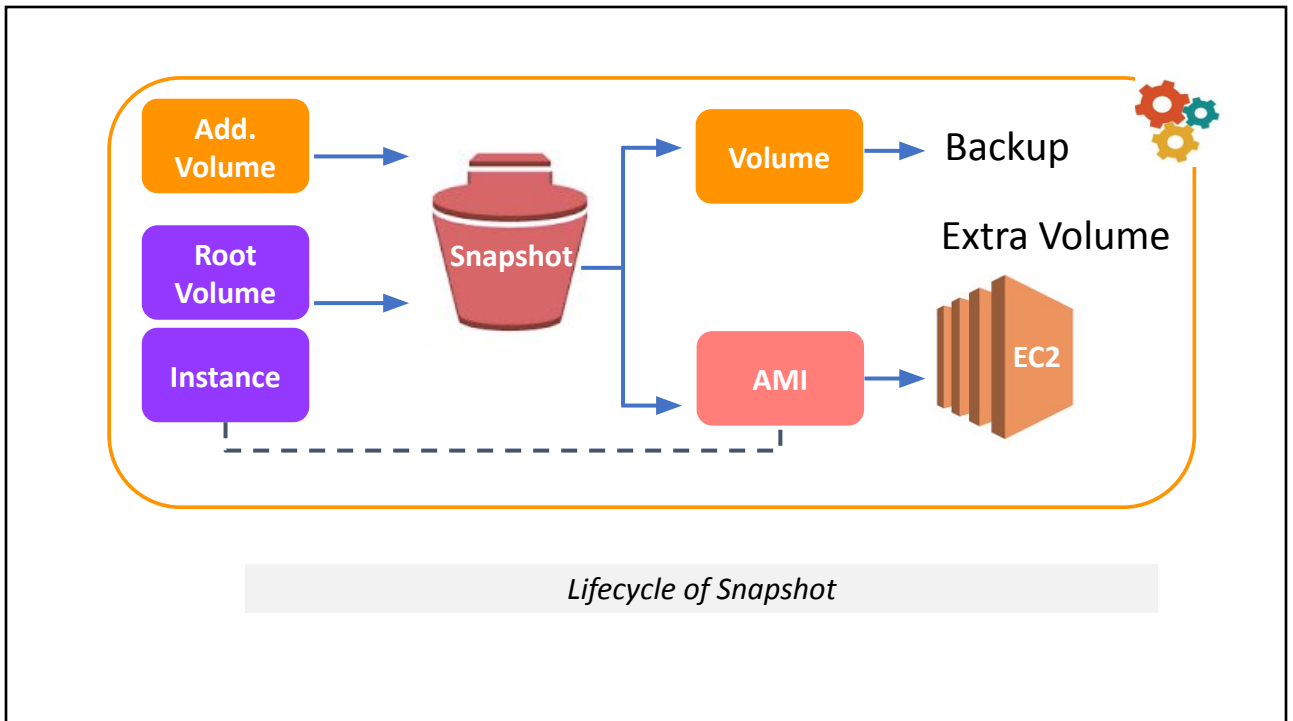 Add.
Volume
Root
Volume
Instance
Snapshot
Volume
AMI
Backup
Extra Volume
EC2
Lifecycle of Snapshot